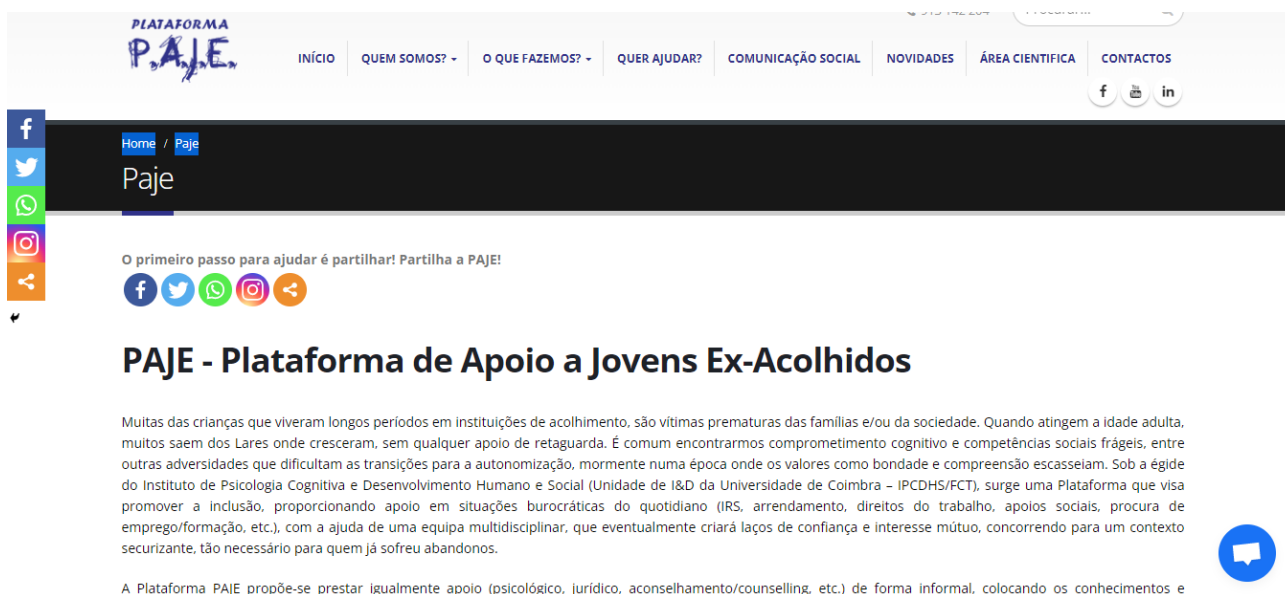 PLATAFORMA
P.A.J.E.
INÍCIO QUEM SOMOS? O QUE FAZEMOS? QUER AJUDAR? COMUNICAÇÃO SOCIAL NOVIDADES ÁREA CIENTIFICA CONTACTOS
Home / Paje
Paje
O primeiro passo para ajudar é partilhar! Partilha a PAJE!
PAJE - Plataforma de Apoio a Jovens Ex-Acolhidos
Muitas das crianças que viveram longos períodos em instituições de acolhimento, são vítimas prematuras das famílias e/ou da sociedade. Quando atingem a idade adulta,
muitos saem dos Lares onde cresceram, sem qualquer apoio de retaguarda. É comum encontrarmos comprometimento cognitivo e competências sociais frágeis, entre
outras adversidades que dificultam as transições para a autonomização, mormente numa época onde os valores como bondade e compreensão escasseiam. Sob a égide
do Instituto de Psicologia Cognitiva e Desenvolvimento Humano e Social (Unidade de I&D da Universidade de Coimbra – IPCDHS/FCT), surge uma Plataforma que visa
promover a inclusão, proporcionando apoio em situações burocráticas do quotidiano (IRS, arrendamento, direitos do trabalho, apoios sociais, procura de
emprego/formação, etc.), com a ajuda de uma equipa multidisciplinar, que eventualmente criará laços de confiança e interesse mútuo, concorrendo para um contexto
securizante, tão necessário para quem já sofreu abandonos.
A Plataforma PAJE propõe-se prestar igualmente apoio (psicológico, jurídico, aconselhamento/counselling, etc.) de forma informal, colocando os conhecimentos e